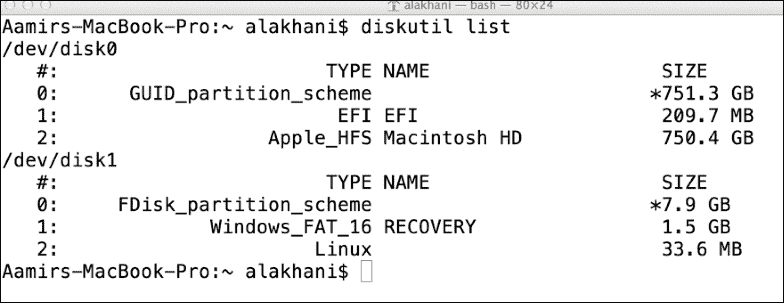 alakhani — bash — 80×24
Aamirs-MacBook-Pro:~ alakhani$ diskutil list
/dev/disk0
#: TYPE NAME SIZE
0: GUID_partition_scheme *751.3 GB
1: EFI EFI 209.7 MB
2: Apple_HFS Macintosh HD 750.4 GB
/dev/disk1
#: TYPE NAME SIZE
0: FDisk_partition_scheme *7.9 GB
1: Windows_FAT_16 RECOVERY 1.5 GB
2: Linux 33.6 MB
Aamirs-MacBook-Pro:~ alakhani$